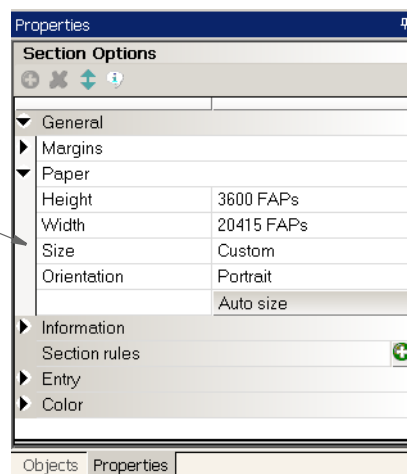 Properties
Section Options
General
Margins
Paper
Height 3600 FAPs
Width 20415 FAPs
Size Custom
Orientation Portrait
Auto size
Information
Section rules
Entry
Color
Objects Properties